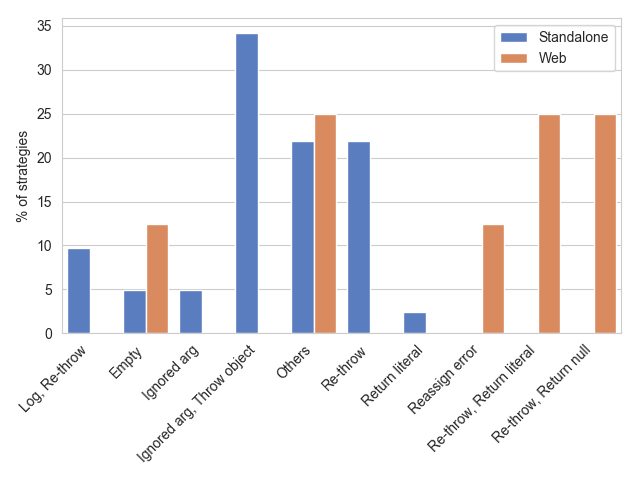 35
30
25
20
15
10
5
0
% of strategies
Standalone
Web
Log, Re-throw
Empty
Ignored arg
Ignored arg, Throw object
Others
Re-throw
Return literal
Reassign error
Re-throw, Return literal
Re-throw, Return null